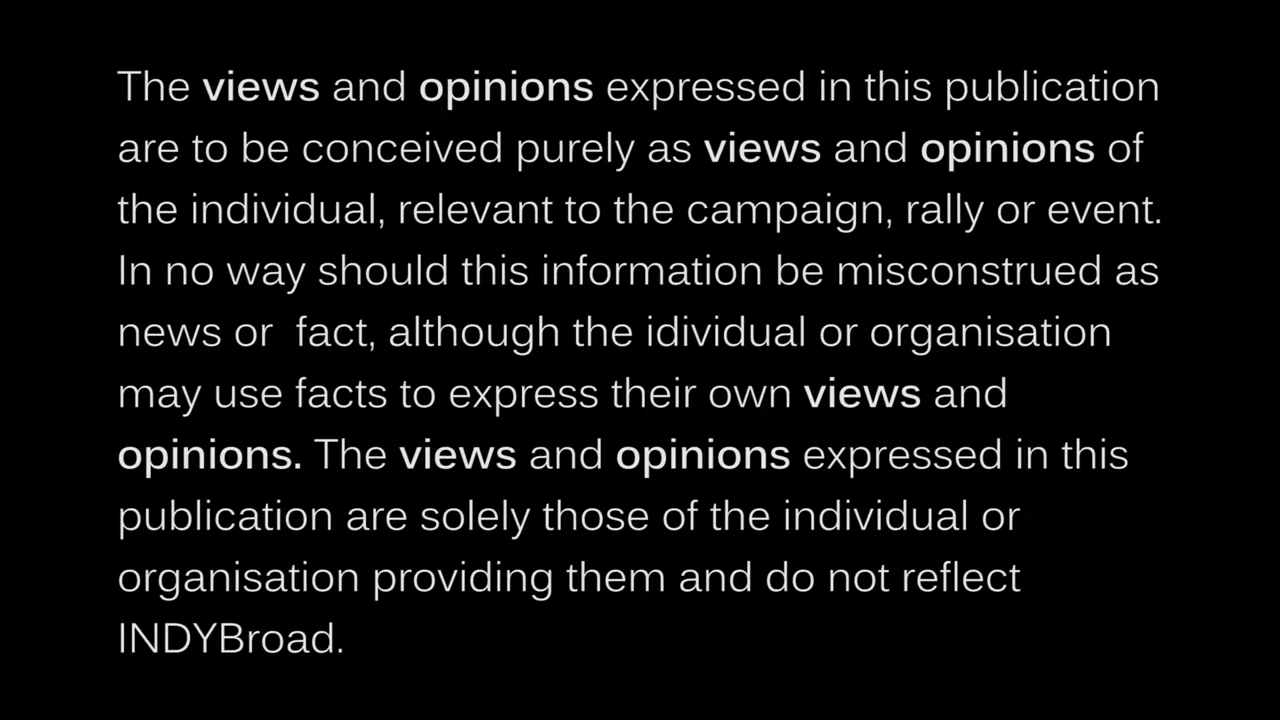 The views and opinions expressed in this publication
are to be conceived purely as views and opinions of
the individual, relevant to the campaign, rally or event.
In no way should this information be misconstrued as
news or  fact, although the idividual or organisation
may use facts to express their own views and
opinions. The views and opinions expressed in this
publication are solely those of the individual or
organisation providing them and do not reflect
INDYBroad.